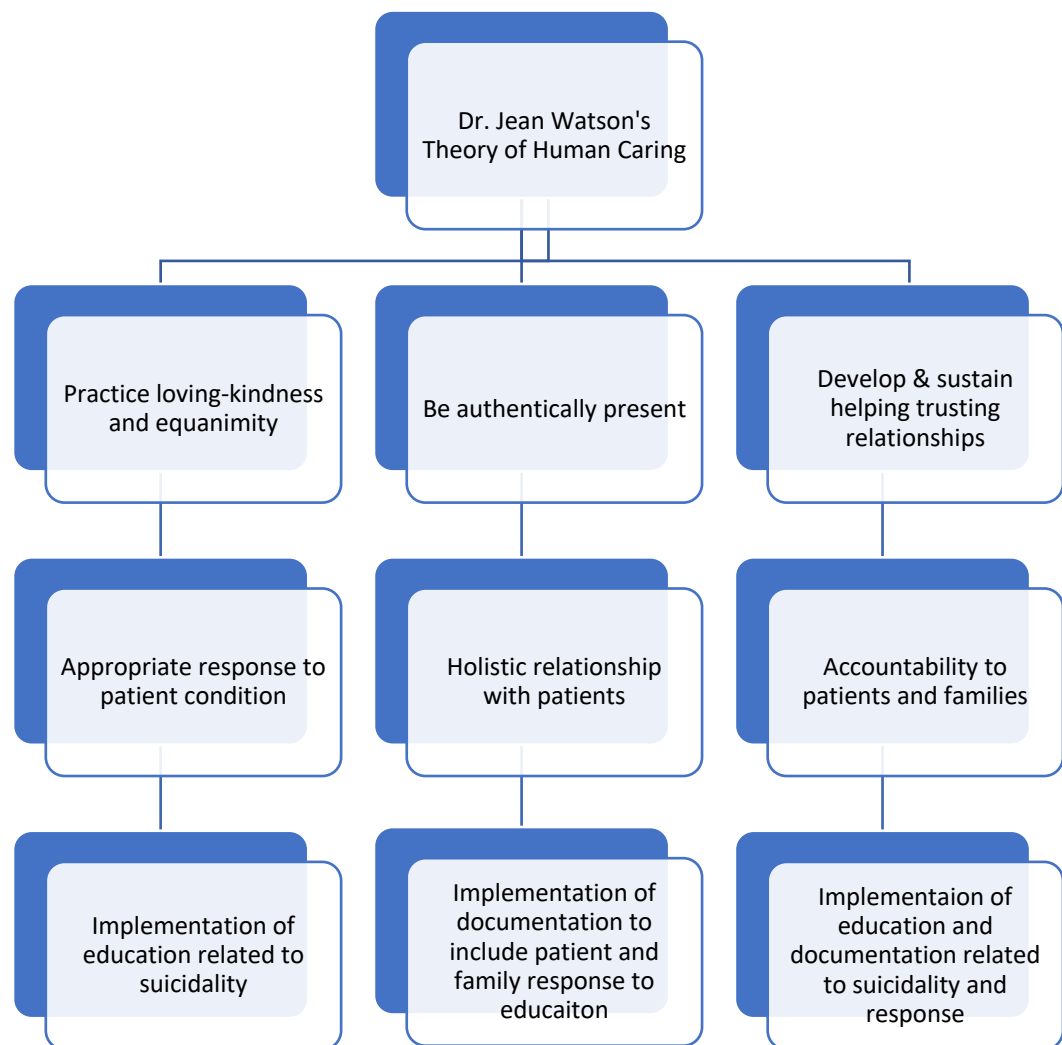 Dr. Jean Watson's
Theory of Human Caring
Practice loving-kindness
and equanimity
Be authentically present
Develop & sustain
helping trusting
relationships
Appropriate response to
patient condition
Holistic relationship
with patients
Accountability to
patients and families
Implementation of
education related to
suicidality
Implementation of
documentation to
include patient and
family response to
educaiton
Implementaion of
education and
documentation related
to suicidality and
response